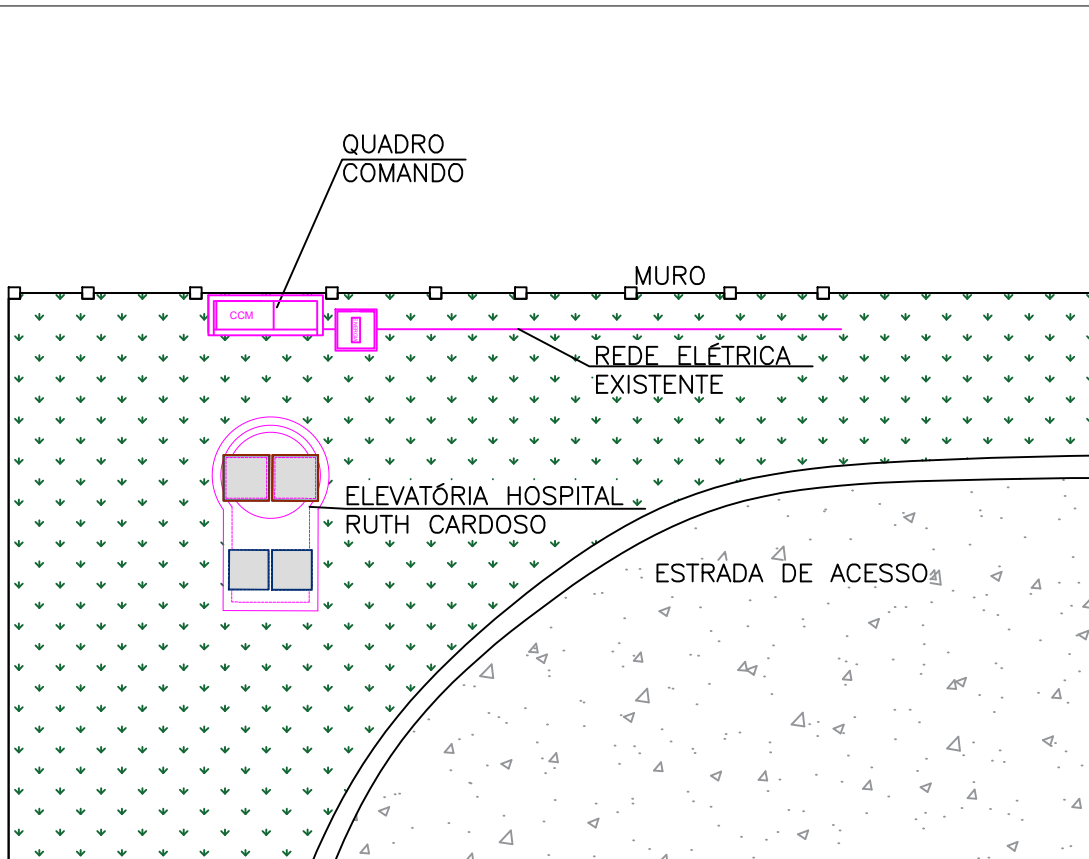 QUADRO
COMANDO
MURO
CCM
REDE ELÉTRICA
EXISTENTE
ELEVATÓRIA HOSPITAL
RUTH CARDOSO
ESTRADA DE ACESSO